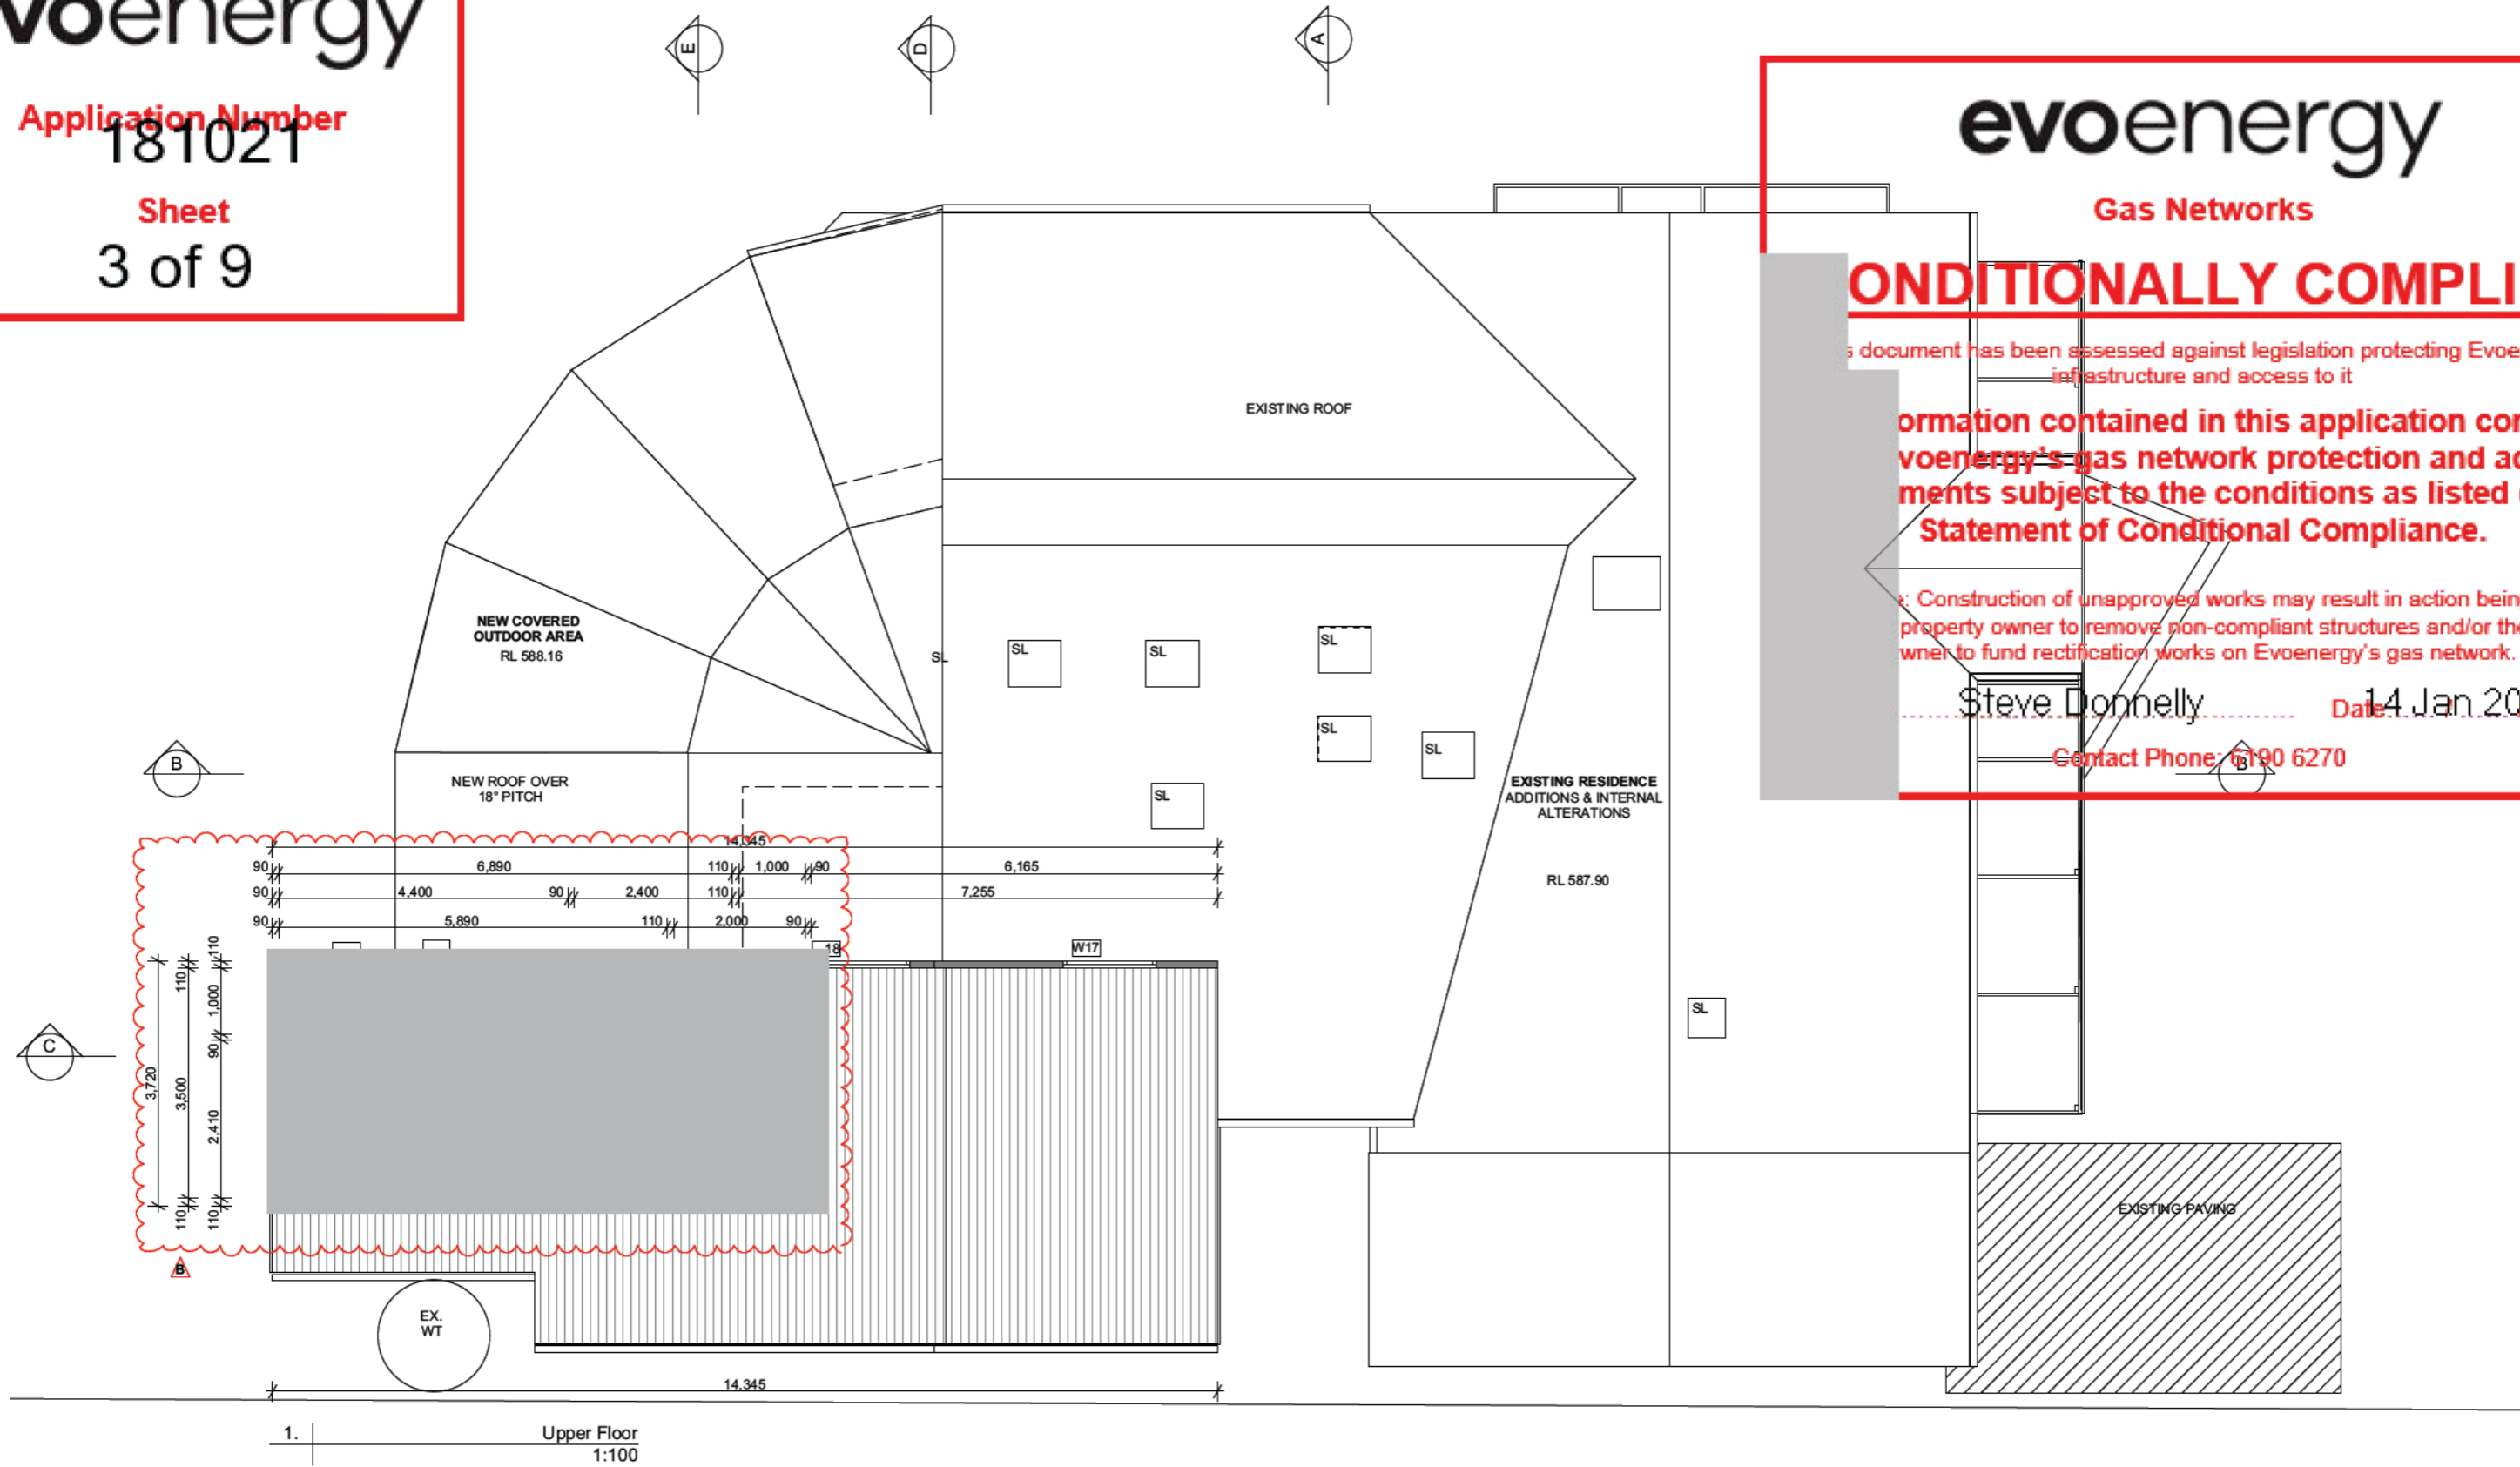 voenergy
Application Number
181021
Sheet
3 of 9
E
D
A
evoenergy
Gas Networks
ONDITIONALLY COMPLI
document has been assessed against legislation protecting Evoe
infrastructure and access to it
ormation contained in this application con
voenergy's gas network protection and ac
ments subject to the conditions as listed
Statement of Conditional Compliance.
: Construction of unapproved works may result in action bein
property owner to remove non-compliant structures and/or the
wner to fund rectification works on Evoenergy's gas network.
Steve Donnelly Date 14 Jan 20
Contact Phone: 6190 6270
B
EXISTING ROOF
NEW COVERED
OUTDOOR AREA
RL 588.16
SL
SL
SL
SL
SL
SL
SL
NEW ROOF OVER
18° PITCH
EXISTING RESIDENCE
ADDITIONS & INTERNAL
ALTERATIONS
RL 587.90
SL
B
14,345
90 6,890 110 1,000 90 6,165
90 4,400 90 2,400 110 7,255
90 5,890 110 2,000 90
18
W17
3,720
110 3,500 110
110 1,000 90 2,410 110
C
B
EX.
WT
EXISTING PAVING
14,345
1. Upper Floor
1:100